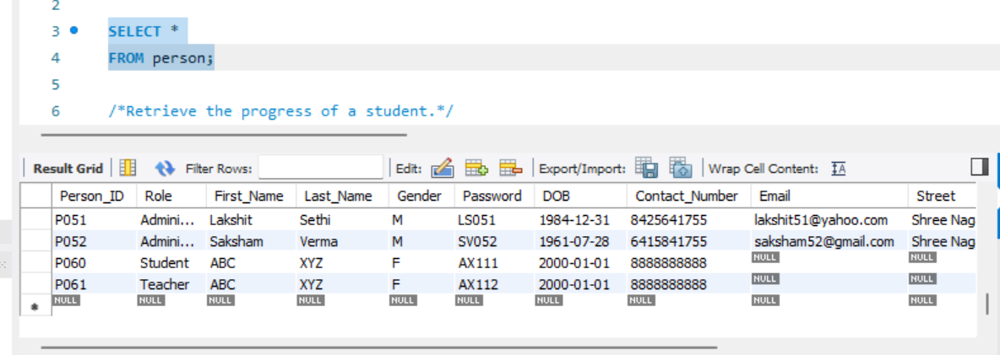 2
3 SELECT *
4 FROM person;
5
6 /*Retrieve the progress of a student.*/
Result Grid Filter Rows: Edit: Export/Import: Wrap Cell Content: IA
Person_ID Role First_Name Last_Name Gender Password DOB Contact_Number Email Street
P051 Admini... Lakshit Sethi M LS051 1984-12-31 8425641755 lakshit51@yahoo.com Shree Nag
P052 Admini... Saksham Verma M SV052 1961-07-28 6415841755 saksham52@gmail.com Shree Nag
P060 Student ABC XYZ F AX111 2000-01-01 8888888888 NULL NULL
P061 Teacher ABC XYZ F AX112 2000-01-01 8888888888 NULL NULL
* NULL NULL NULL NULL NULL NULL NULL NULL NULL NULL